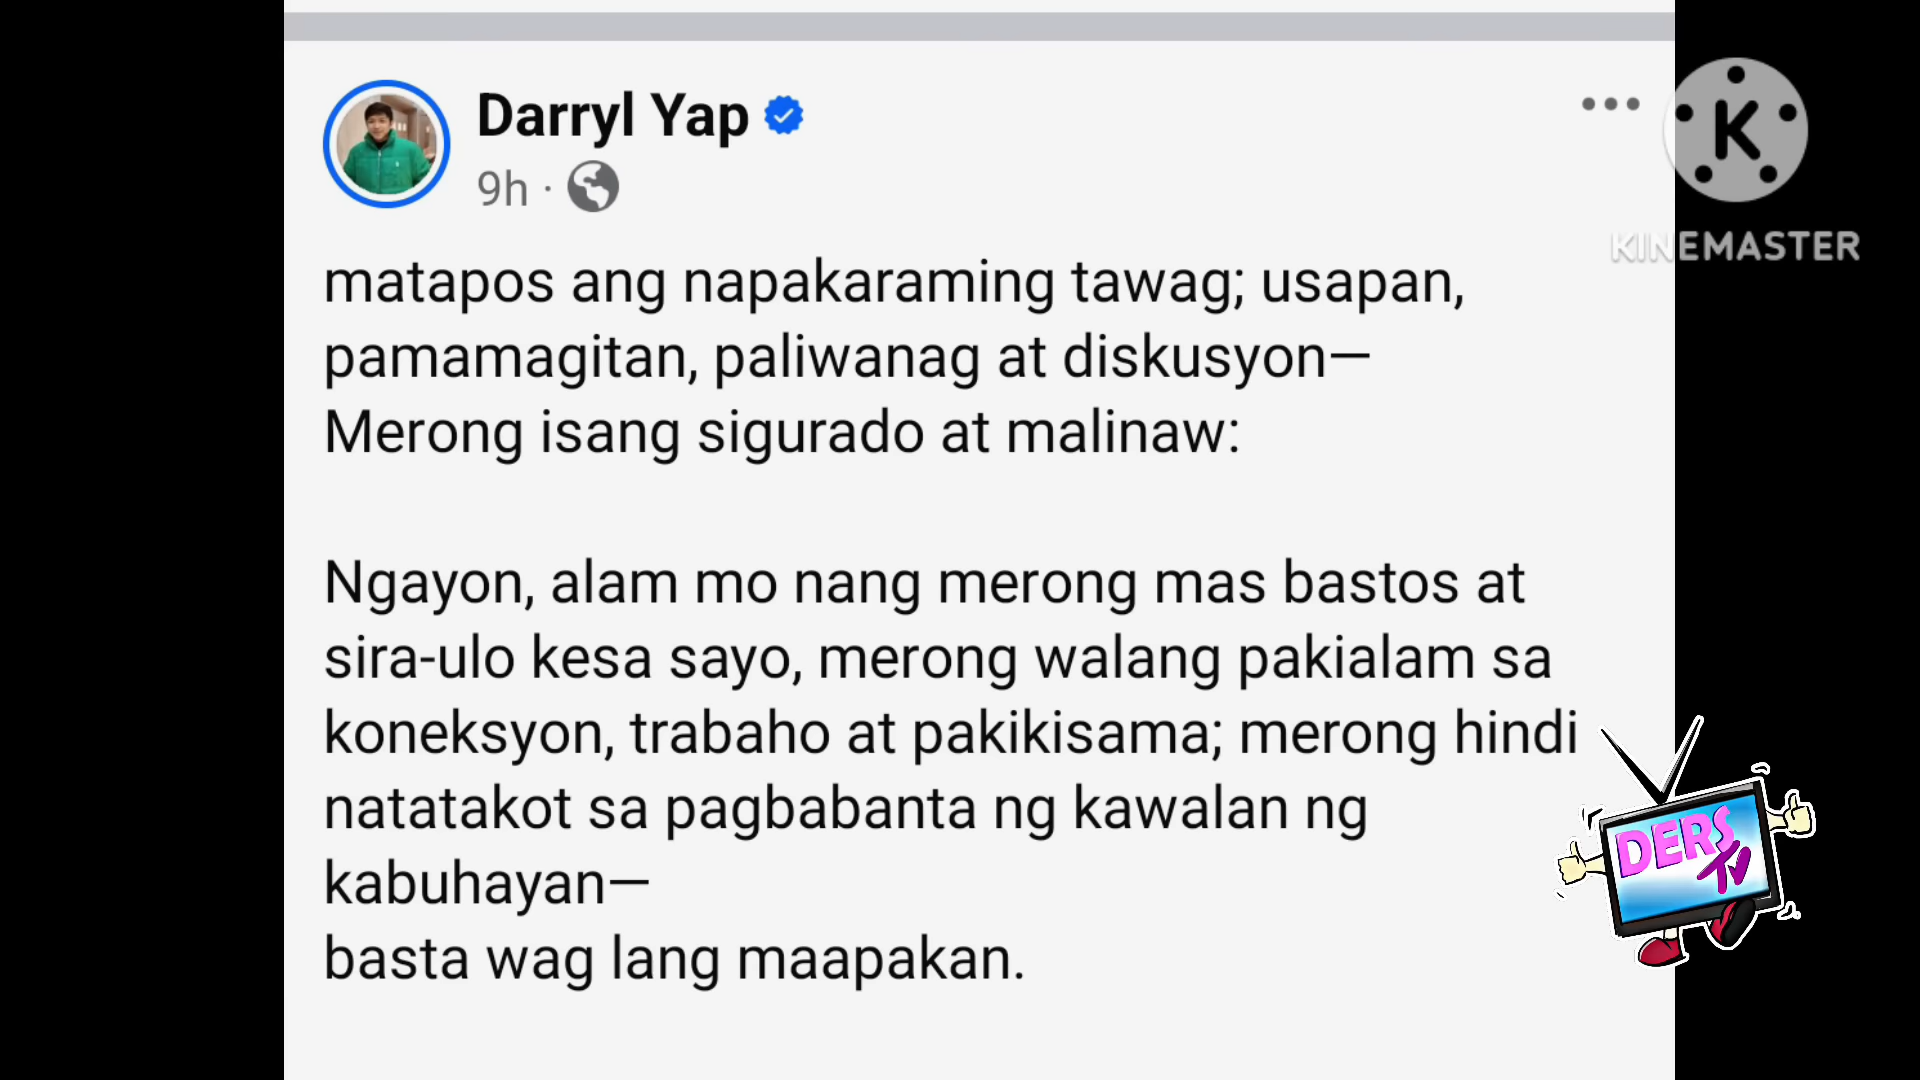 Darryl Yap
9h ·
matapos ang napakaraming tawag; usapan,
pamamagitan, paliwanag at diskusyon—
Merong isang sigurado at malinaw:
Ngayon, alam mo nang merong mas bastos at
sira-ulo kesa sayo, merong walang pakialam sa
koneksyon, trabaho at pakikisama; merong hindi
natatakot sa pagbabanta ng kawalan ng
kabuhayan—
basta wag lang maapakan.
K
KINEMASTER
DERS
TV